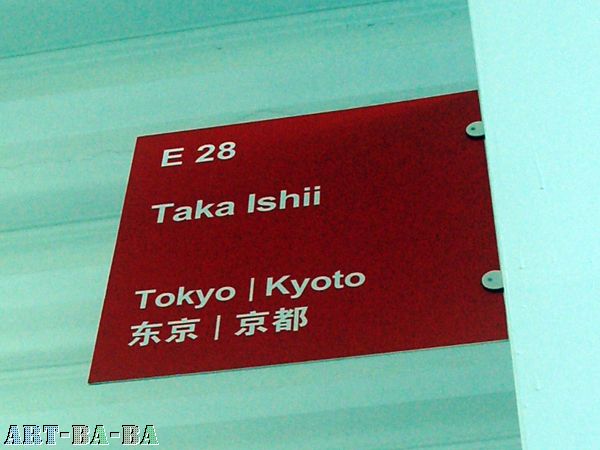 E 28
Taka Ishii
Tokyo | Kyoto
东京 | 京都
ART-BA-BA